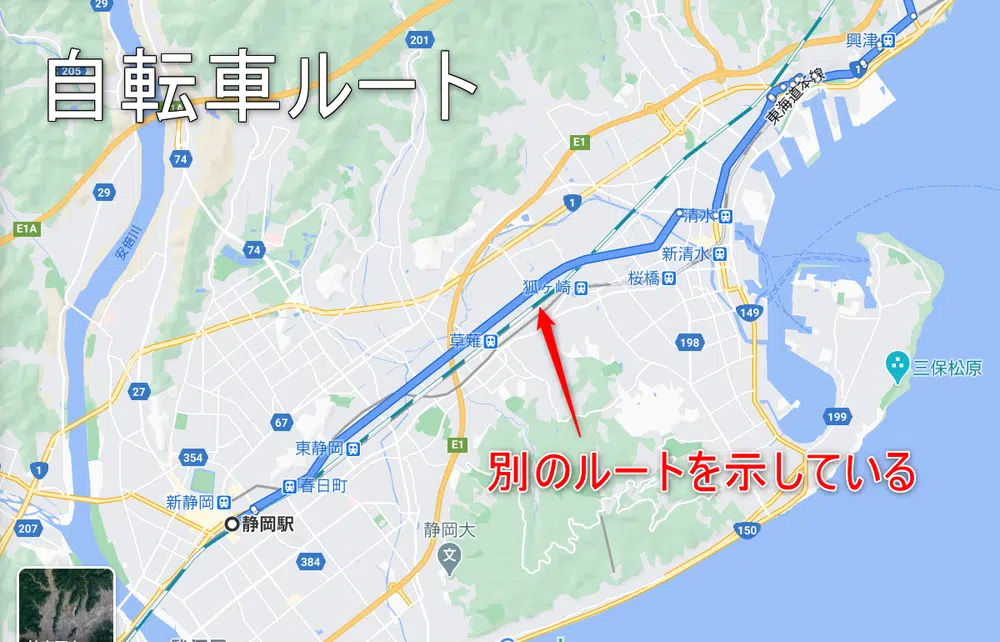 29
201
興津
1
自転車ルート
205
東海道本線
E1
74
29
1
E1A
安倍川
74
清水
新清水
桜橋
狐ヶ崎
149
草薙
198
三保松原
27
199
67
東静岡
E1
354
別のルートを示している
1
春日町
新静岡
静岡駅
207
静岡大
文
150
384